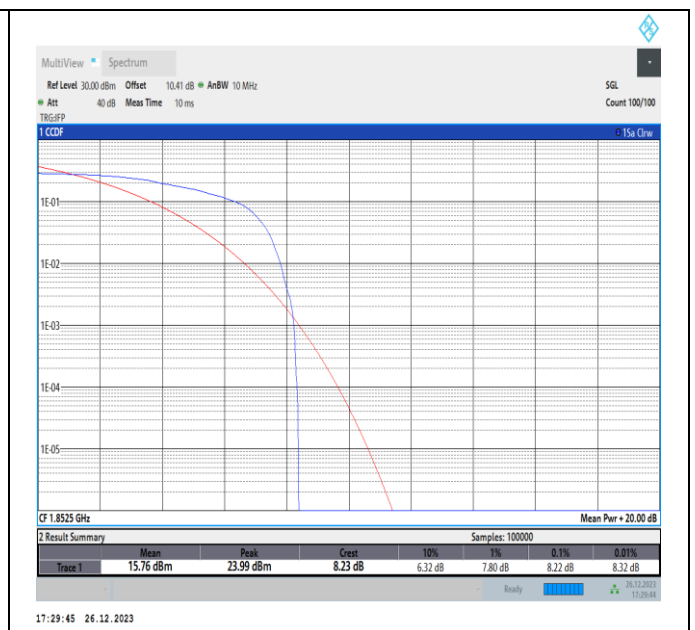 MultiView Spectrum
Ref Level 30.00 dBm Offset 10.41 dB AnBW 10 MHz SGL
Att 40 dB Meas Time 10 ms Count 100/100
TRG:IFP
1 CCDF 1Sa Clrw
1E-01
1E-02
1E-03
1E-04
1E-05
CF 1.8525 GHz Mean Pwr + 20.00 dB
2 Result Summary Samples: 100000
Mean Peak Crest 10% 1% 0.1% 0.01%
Trace 1 15.76 dBm 23.99 dBm 8.23 dB 6.32 dB 7.80 dB 8.22 dB 8.32 dB
Ready 26.12.2023
17:29:44
17:29:45 26.12.2023